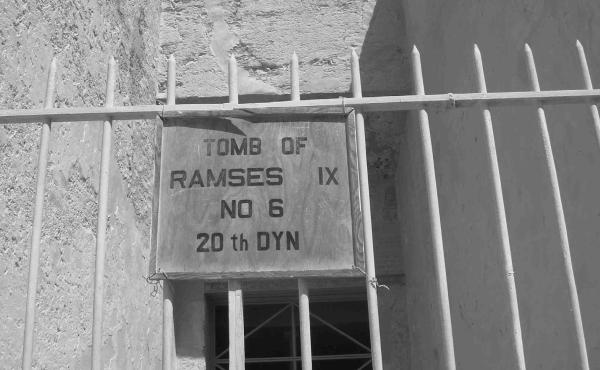 TOMB OF
RAMSES IX
NO 6
20 th DYN